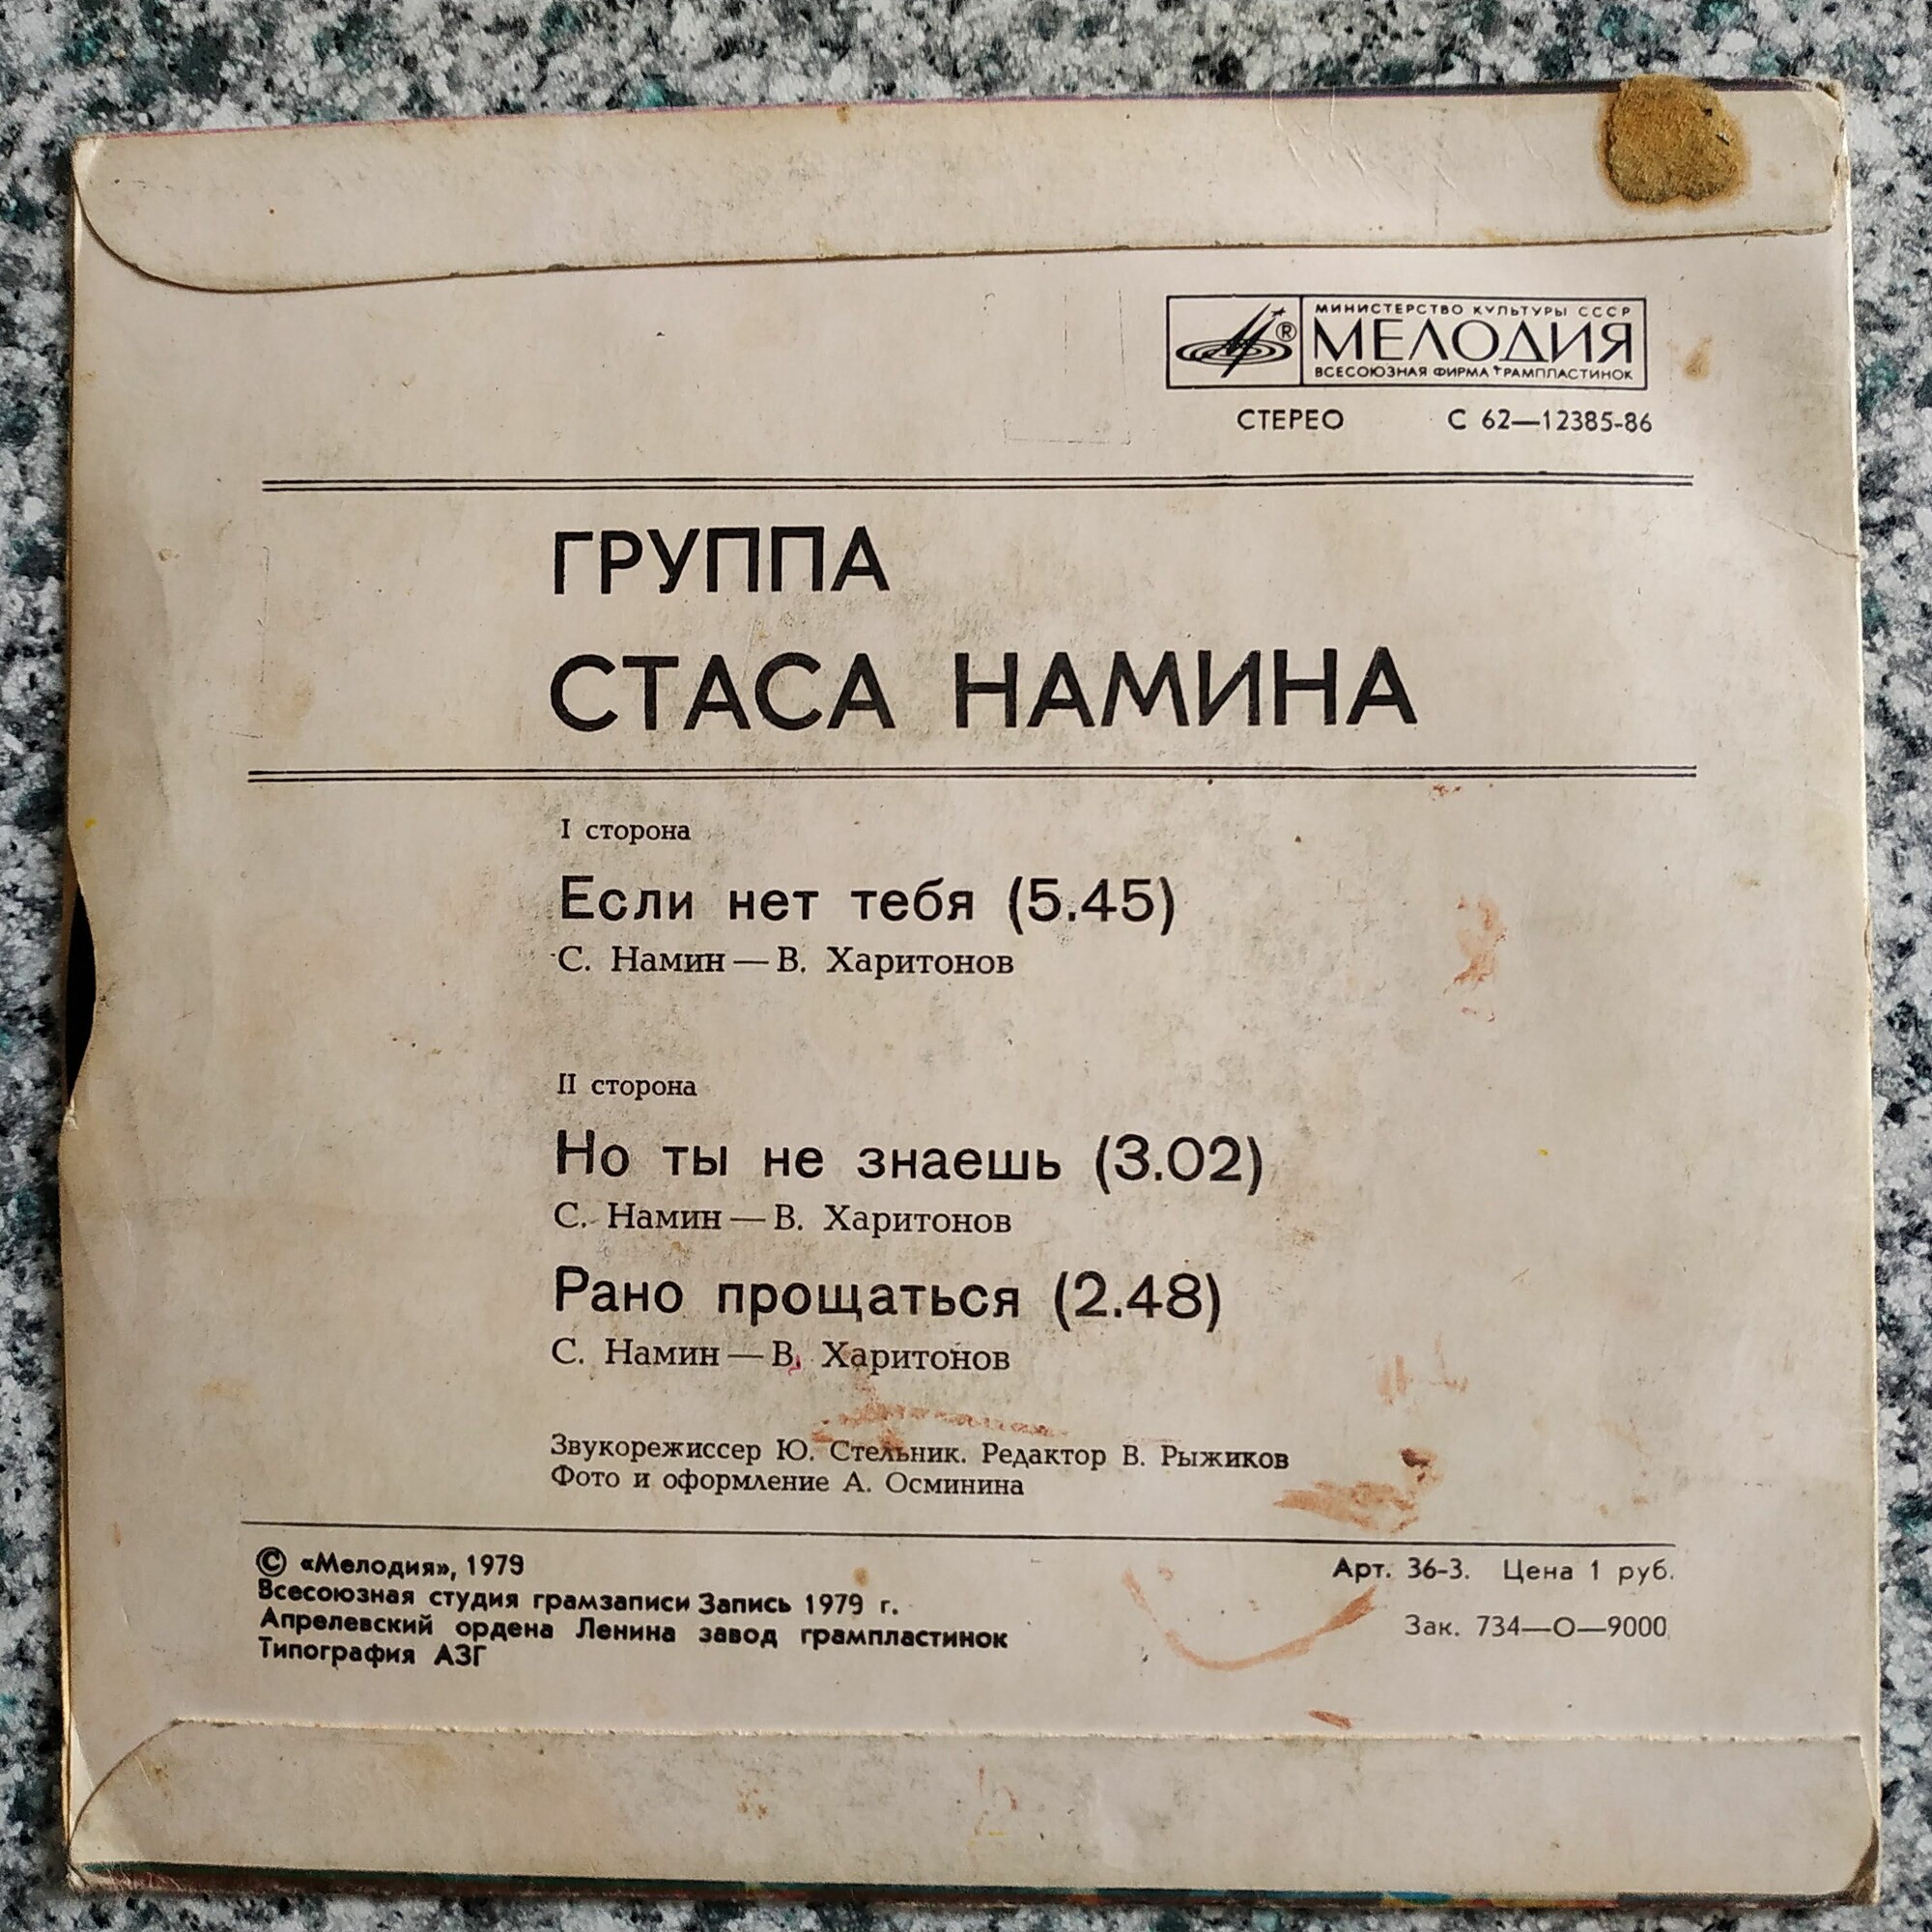 МИНИСТЕРСТВО КУЛЬТУРЫ СССР
МЕЛОДИЯ
ВСЕСОЮЗНАЯ ФИРМА ГРАМПЛАСТИНОК
СТЕРЕО С 62—12385-86
ГРУППА
СТАСА НАМИНА
I сторона
Если нет тебя (5.45)
С. Намин — В. Харитонов
II сторона
Но ты не знаешь (3.02)
С. Намин — В. Харитонов
Рано прощаться (2.48)
С. Намин — В. Харитонов
Звукорежиссер Ю. Стельник. Редактор В. Рыжиков
Фото и оформление А. Осминина
© «Мелодия», 1979 Арт. 36-3. Цена 1 руб.
Всесоюзная студия грамзаписи Запись 1979 г.
Апрелевский ордена Ленина завод грампластинок Зак. 734—О—9000
Типография АЗГ